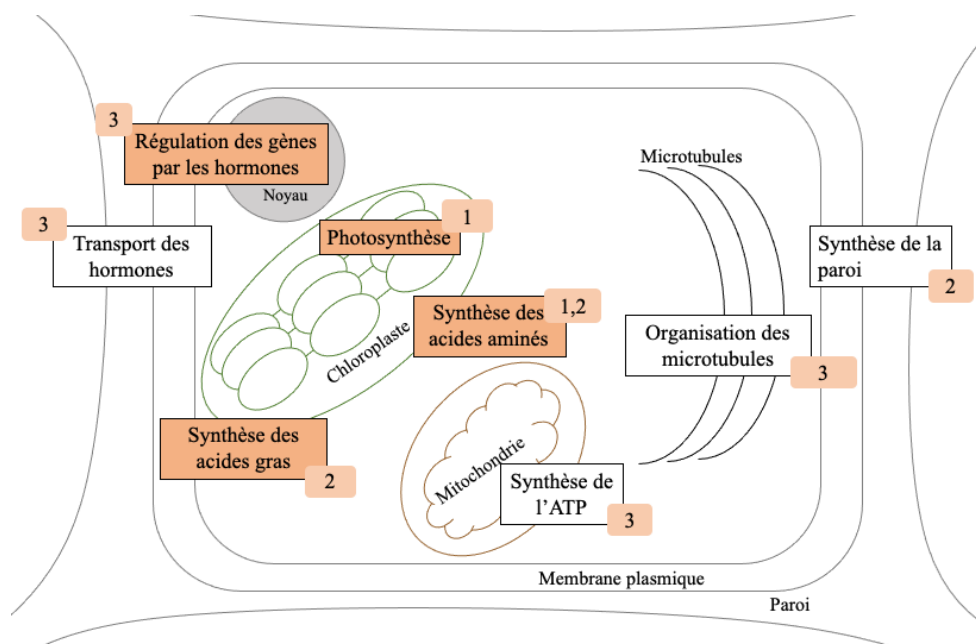 3
Régulation des gènes
par les hormones
Noyau
3
Transport des
hormones
1
Photosynthèse
Microtubules
Synthèse de la
paroi
2
1,2
Synthèse des
acides aminés
Chloroplaste
Organisation des
microtubules
3
Synthèse des
acides gras
2
Mitochondrie
Synthèse de
l’ATP
3
Membrane plasmique
Paroi